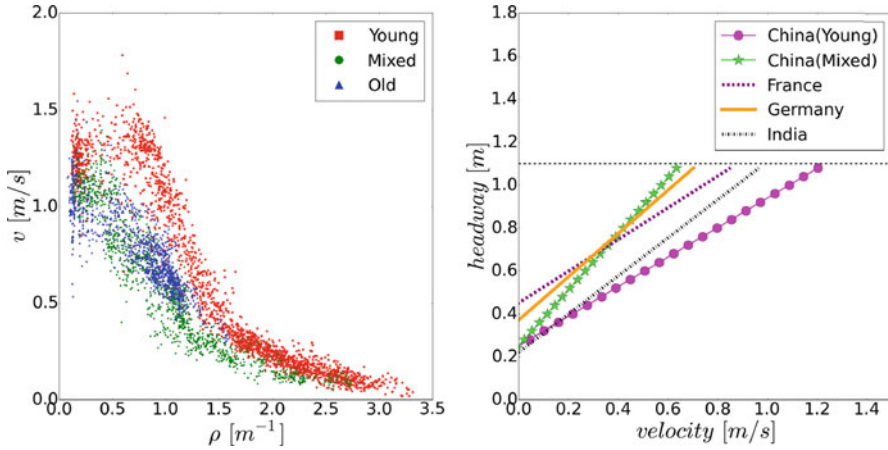 Young
Mixed
Old
v [m/s]
2.0
1.5
1.0
0.5
0.0
0.0 0.5 1.0 1.5 2.0 2.5 3.0 3.5
ρ [m⁻¹]
China(Young)
China(Mixed)
France
Germany
India
headway [m]
1.8
1.6
1.4
1.2
1.0
0.8
0.6
0.4
0.2
0.0
0.0 0.2 0.4 0.6 0.8 1.0 1.2 1.4
velocity [m/s]